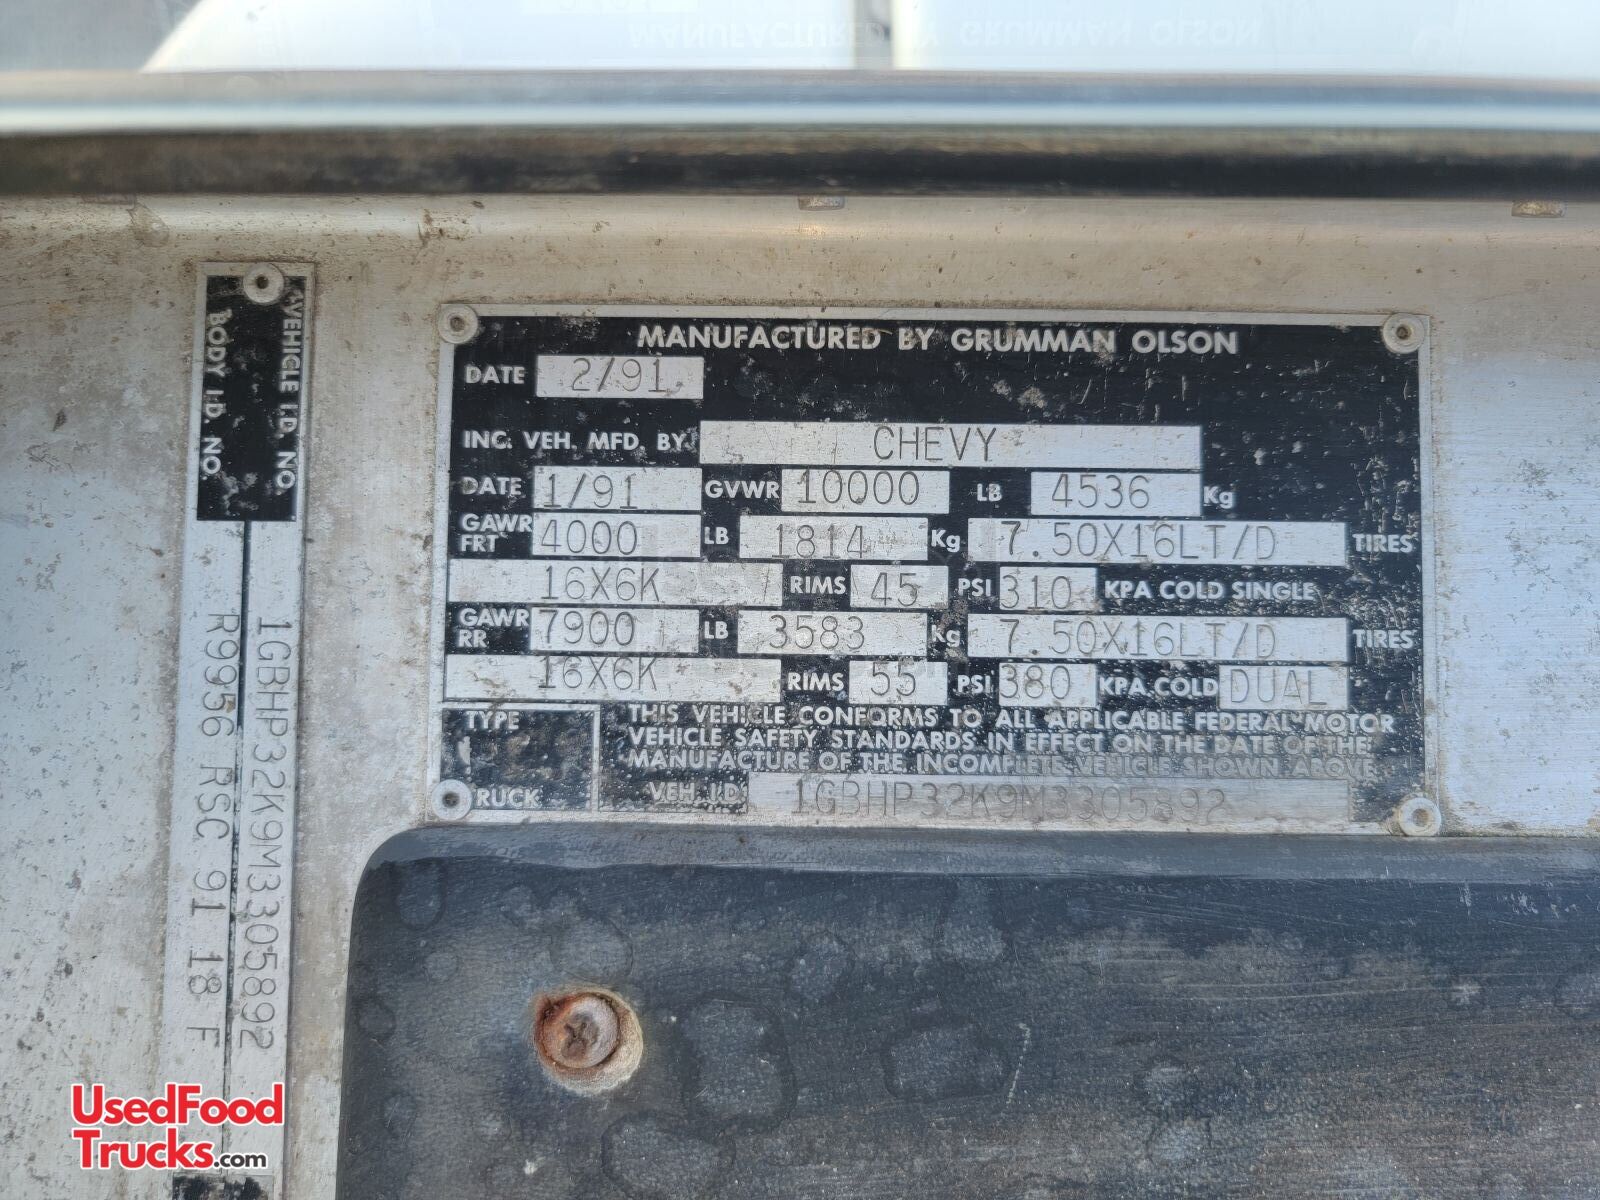 MANUFACTURED BY GRUMMAN OLSON
VEHICLE I.D. NO. 1GBHP32K9M3305892
BODY I.D. NO. R9956 RSC 91 18 F
MANUFACTURED BY GRUMMAN OLSON
DATE 2/91
INC. VEH. MFD. BY CHEVY
DATE 1/91 GVWR 10000 LB 4536 Kg
GAWR FRT 4000 LB 1814 Kg 7.50X16LT/D TIRES
16X6K RIMS 45 PSI 310 KPA COLD SINGLE
GAWR RR 7900 LB 3583 Kg 7.50X16LT/D TIRES
16X6K RIMS 55 PSI 380 KPA COLD DUAL
TYPE
RUCK
THIS VEHICLE CONFORMS TO ALL APPLICABLE FEDERAL MOTOR
VEHICLE SAFETY STANDARDS IN EFFECT ON THE DATE OF THE
MANUFACTURE OF THE INCOMPLETE VEHICLE SHOWN ABOVE
VEH. I.D. 1GBHP32K9M3305892
UsedFood
Trucks.com